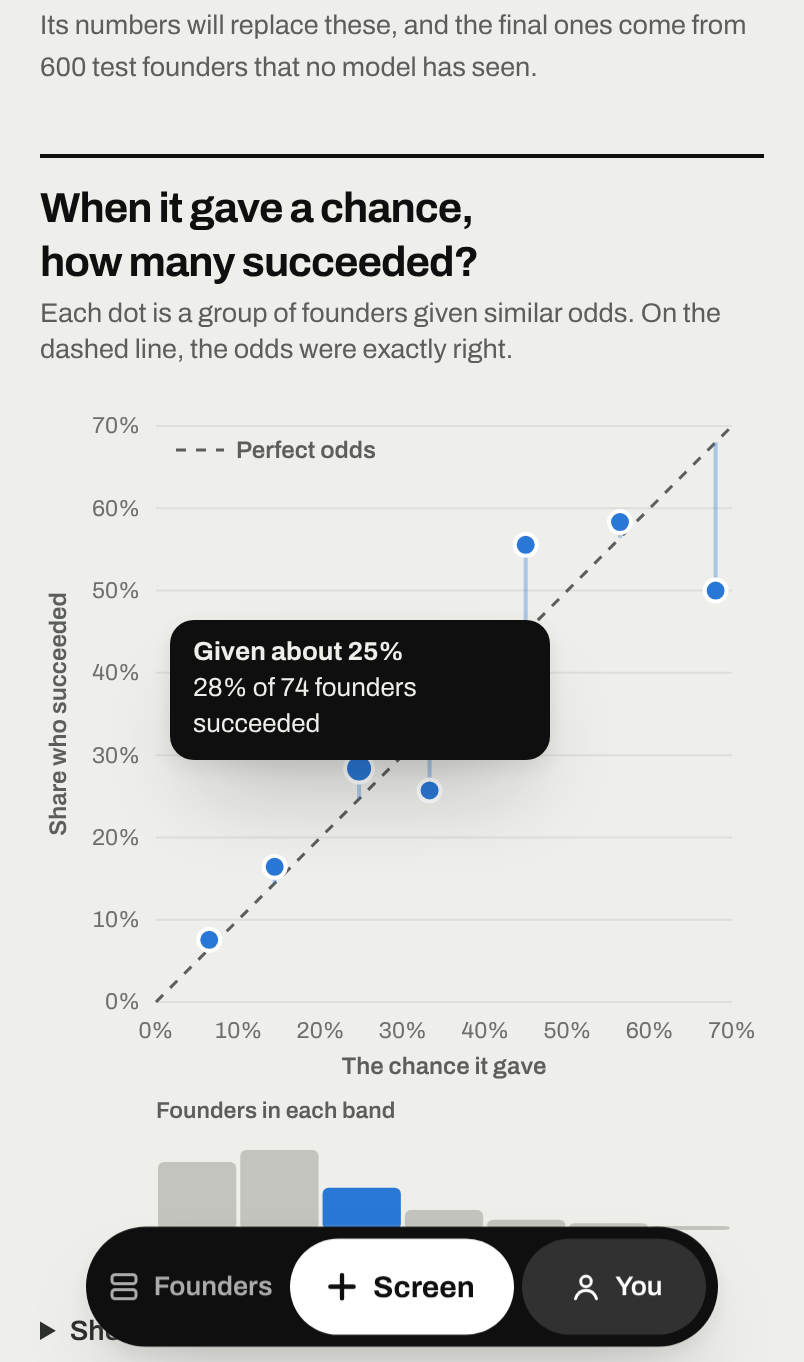 Its numbers will replace these, and the final ones come from
600 test founders that no model has seen.
When it gave a chance,
how many succeeded?
Each dot is a group of founders given similar odds. On the
dashed line, the odds were exactly right.
70%
Perfect odds
60%
50%
Given about 25%
28% of 74 founders
succeeded
40%
30%
20%
10%
0%
Share who succeeded
0% 10% 20% 30% 40% 50% 60% 70%
The chance it gave
Founders in each band
Founders Screen You